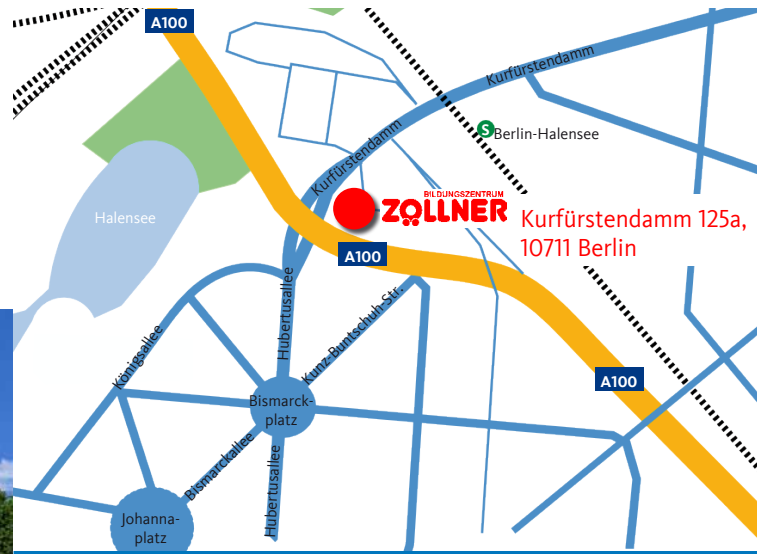 A100
Kurfürstendamm
S
Berlin-Halensee
Kurfürstendamm
Halensee
BILDUNGSZENTRUM
ZÖLLNER
Kurfürstendamm 125a,
10711 Berlin
A100
Hubertusallee
Kunz-Buntschuh-Str.
Königsallee
A100
Bismarck-
platz
Bismarckallee
Hubertusallee
Johanna-
platz